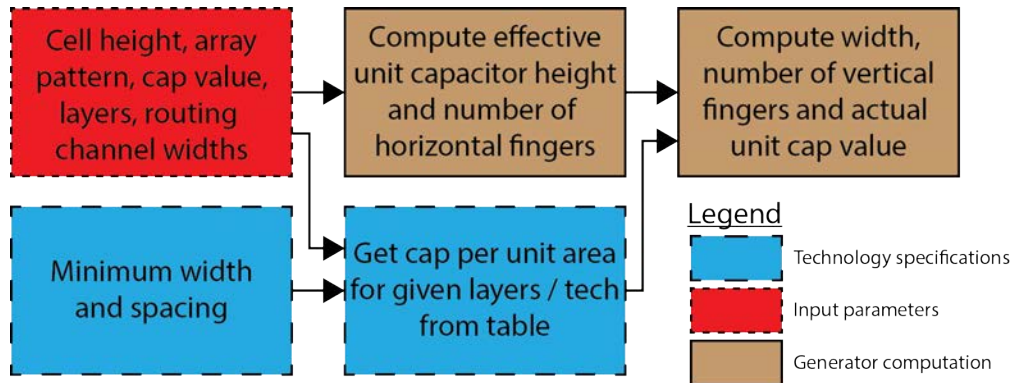 Cell height, array
pattern, cap value,
layers, routing
channel widths
Compute effective
unit capacitor height
and number of
horizontal fingers
Compute width,
number of vertical
fingers and actual
unit cap value
Minimum width
and spacing
Get cap per unit area
for given layers / tech
from table
Legend
Technology specifications
Input parameters
Generator computation